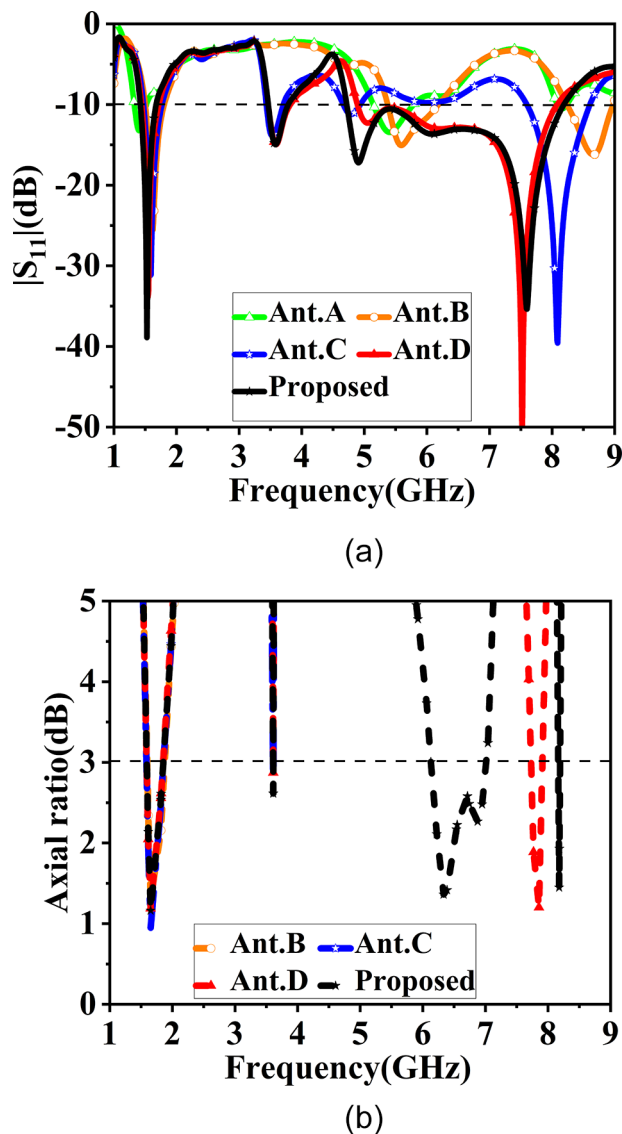 0
-10
-20
-30
-40
-50
|S11|(dB)
Ant.A Ant.B
Ant.C Ant.D
Proposed
1 2 3 4 5 6 7 8 9
Frequency(GHz)
(a)
5
4
3
2
1
0
Axial ratio(dB)
Ant.B Ant.C
Ant.D Proposed
1 2 3 4 5 6 7 8 9
Frequency(GHz)
(b)